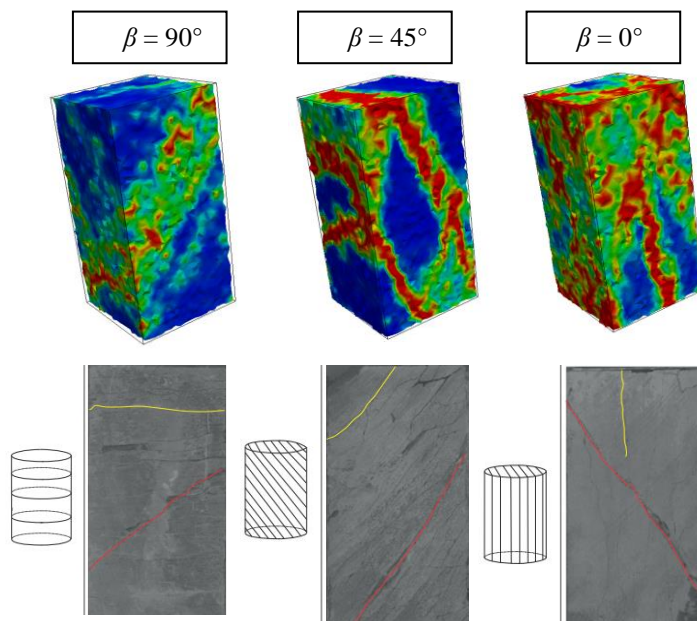 β = 90°
β = 45°
β = 0°